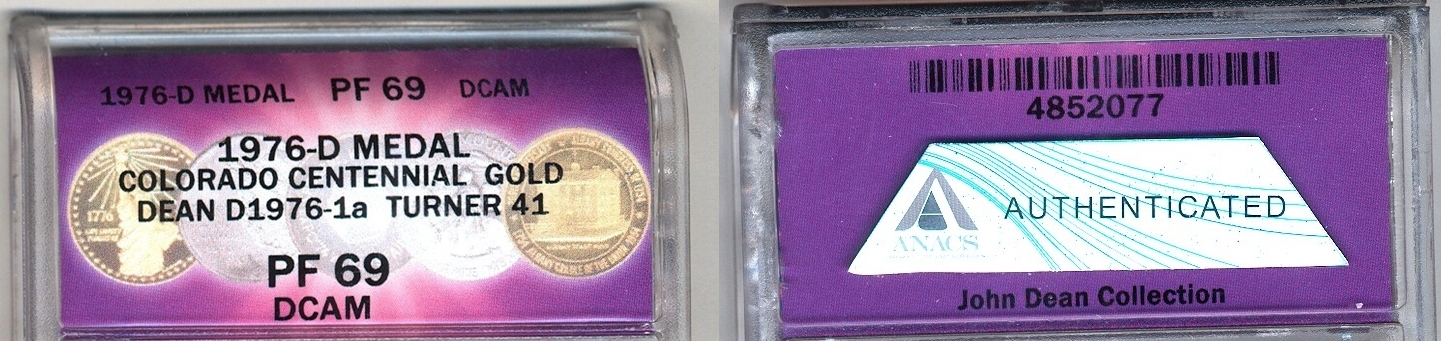 1976-D MEDAL PF 69 DCAM
1976-D MEDAL
COLORADO CENTENNIAL GOLD
DEAN D1976-1a TURNER 41
PF 69
DCAM
1776
4852077
AUTHENTICATED
ANACS
John Dean Collection